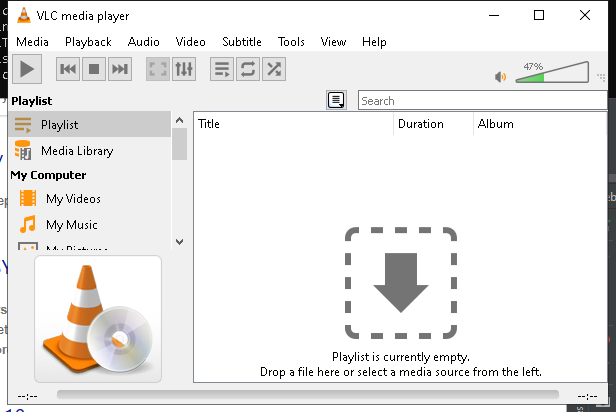 VLC media player
Media Playback Audio Video Subtitle Tools View Help
47%
Playlist
Search
Playlist
Media Library
My Computer
My Videos
My Music
My Pictures
Title Duration Album
Playlist is currently empty.
Drop a file here or select a media source from the left.
--:-- --:--